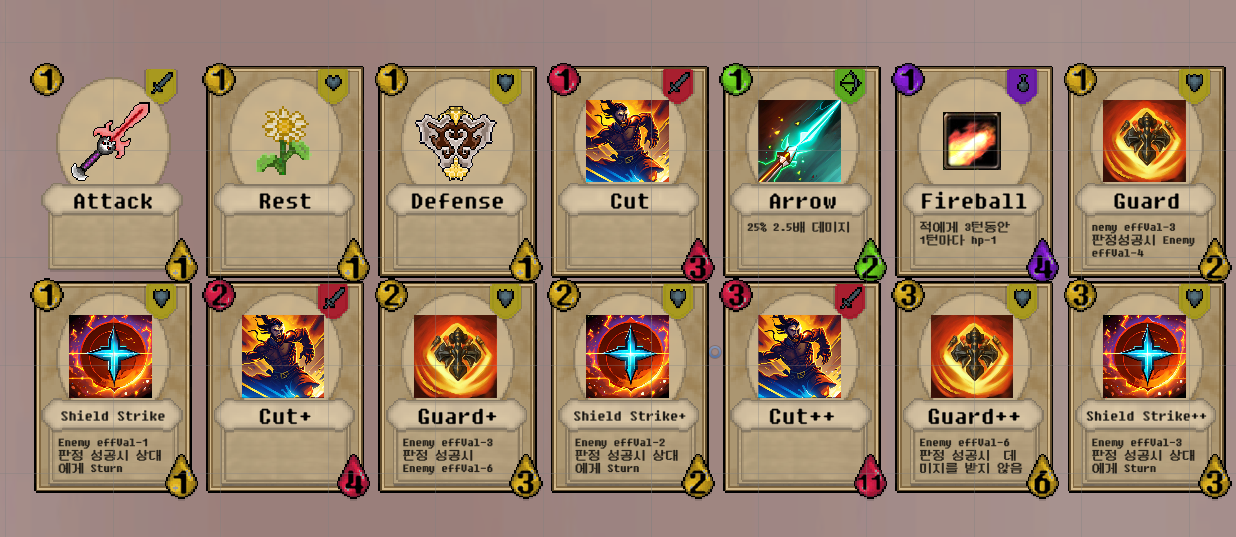 1
Attack
1
1
Rest
1
1
Defense
1
1
Cut
3
1
Arrow
25% 2.5배 데미지
2
1
Fireball
적에게 3턴동안
1턴마다 hp-1
4
1
Guard
nemy effVal-3
판정성공시 Enemy
effVal-4
2
1
Shield Strike
Enemy effVal-1
판정 성공시 상대
에게 Sturn
1
2
Cut+
4
2
Guard+
Enemy effVal-3
판정 성공시
Enemy effVal-6
3
2
Shield Strike+
Enemy effVal-2
판정 성공시 상대
에게 Sturn
2
3
Cut++
11
3
Guard++
Enemy effVal-6
판정 성공시 데
미지를 받지 않음
6
3
Shield Strike++
Enemy effVal-3
판정 성공시 상대
에게 Sturn
3